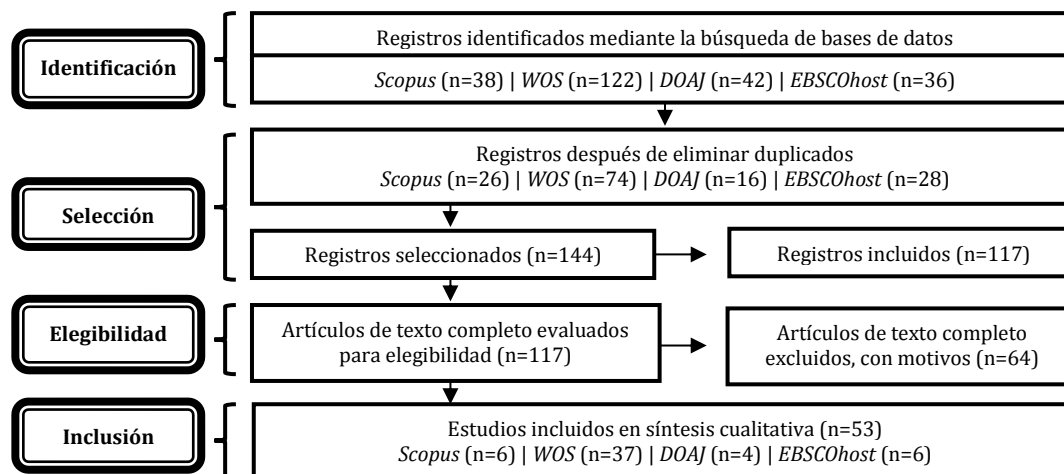 Identificación
Registros identificados mediante la búsqueda de bases de datos
Scopus (n=38) | WOS (n=122) | DOAJ (n=42) | EBSCOhost (n=36)
Selección
Registros después de eliminar duplicados
Scopus (n=26) | WOS (n=74) | DOAJ (n=16) | EBSCOhost (n=28)
Registros seleccionados (n=144)
Registros incluidos (n=117)
Elegibilidad
Artículos de texto completo evaluados
para elegibilidad (n=117)
Artículos de texto completo
excluidos, con motivos (n=64)
Inclusión
Estudios incluidos en síntesis cualitativa (n=53)
Scopus (n=6) | WOS (n=37) | DOAJ (n=4) | EBSCOhost (n=6)